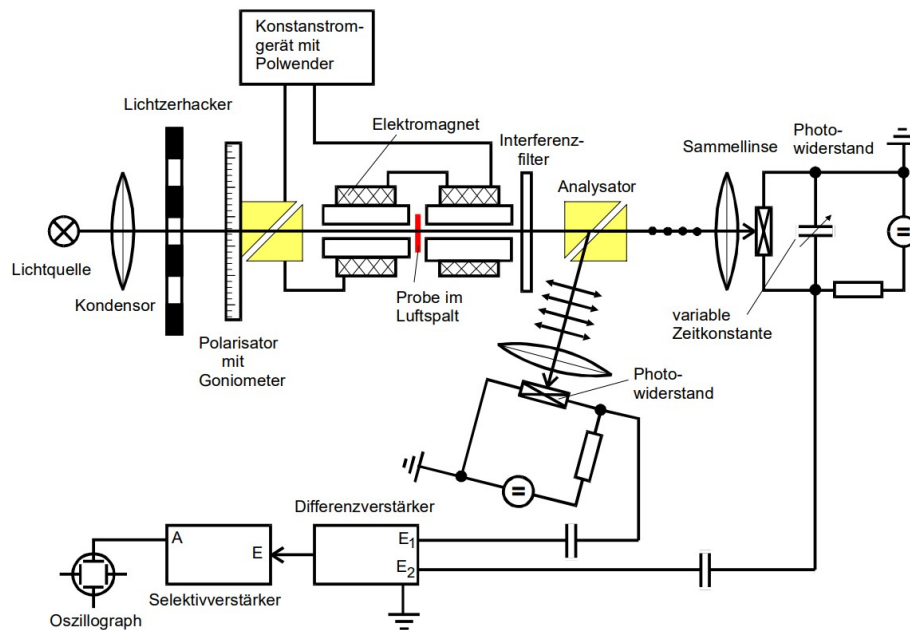 Konstanstrom-
gerät mit
Polwender
Lichtzerhacker
Elektromagnet
Interferenz-
filter
Analysator
Sammellinse
Photo-
widerstand
Lichtquelle
Kondensor
Polarisator
mit
Goniometer
Probe im
Luftspalt
variable
Zeitkonstante
Photo-
widerstand
Differenzverstärker
A
E
E1
E2
Selektivverstärker
Oszillograph